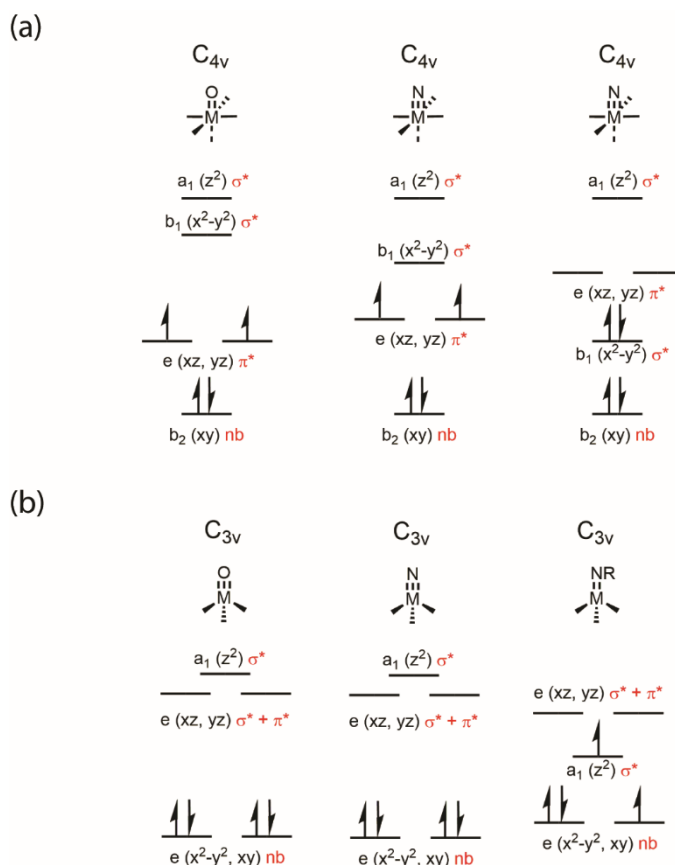 (a)
C4v C4v C4v
O N N
M M M
a1 (z2) σ* a1 (z2) σ* a1 (z2) σ*
b1 (x2-y2) σ*
b1 (x2-y2) σ*
e (xz, yz) π*
e (xz, yz) π* e (xz, yz) π* b1 (x2-y2) σ*
b2 (xy) nb b2 (xy) nb b2 (xy) nb
(b)
C3v C3v C3v
O N NR
M M M
a1 (z2) σ* a1 (z2) σ*
e (xz, yz) σ* + π*
e (xz, yz) σ* + π* e (xz, yz) σ* + π*
a1 (z2) σ*
e (x2-y2, xy) nb e (x2-y2, xy) nb e (x2-y2, xy) nb